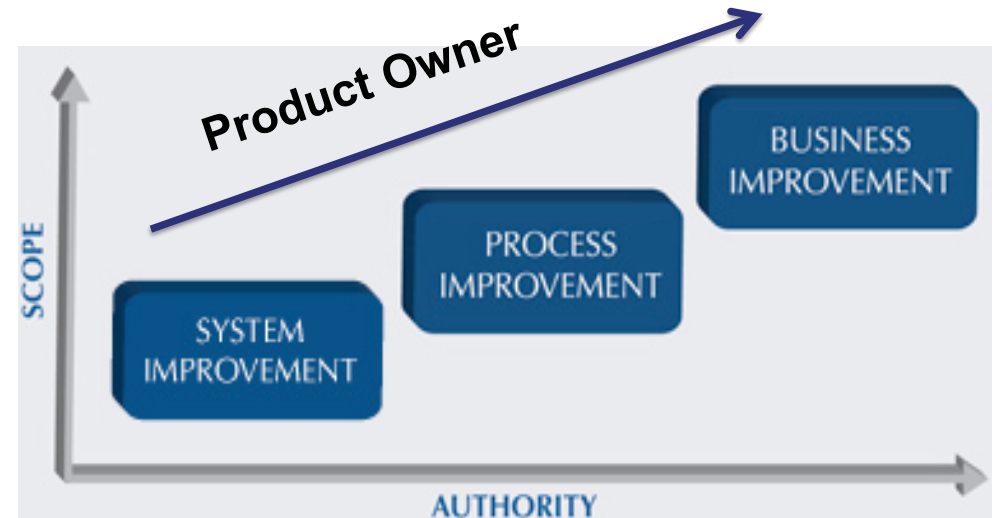 Product Owner
BUSINESS
IMPROVEMENT
PROCESS
IMPROVEMENT
SYSTEM
IMPROVEMENT
SCOPE
AUTHORITY